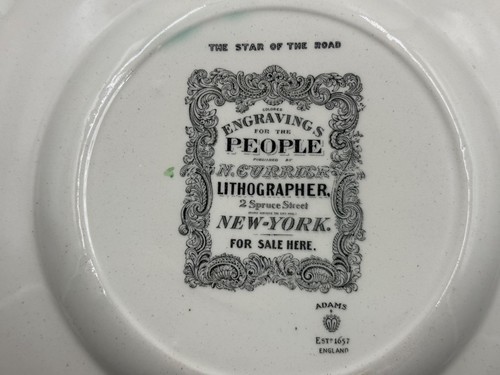 THE STAR OF THE ROAD
COLORED
ENGRAVINGS
FOR THE
PEOPLE
PUBLISHED BY
N. CURRIER
LITHOGRAPHER,
2 Spruce Street
NEW-YORK.
FOR SALE HERE.
ADAMS
ESTD 1657
ENGLAND